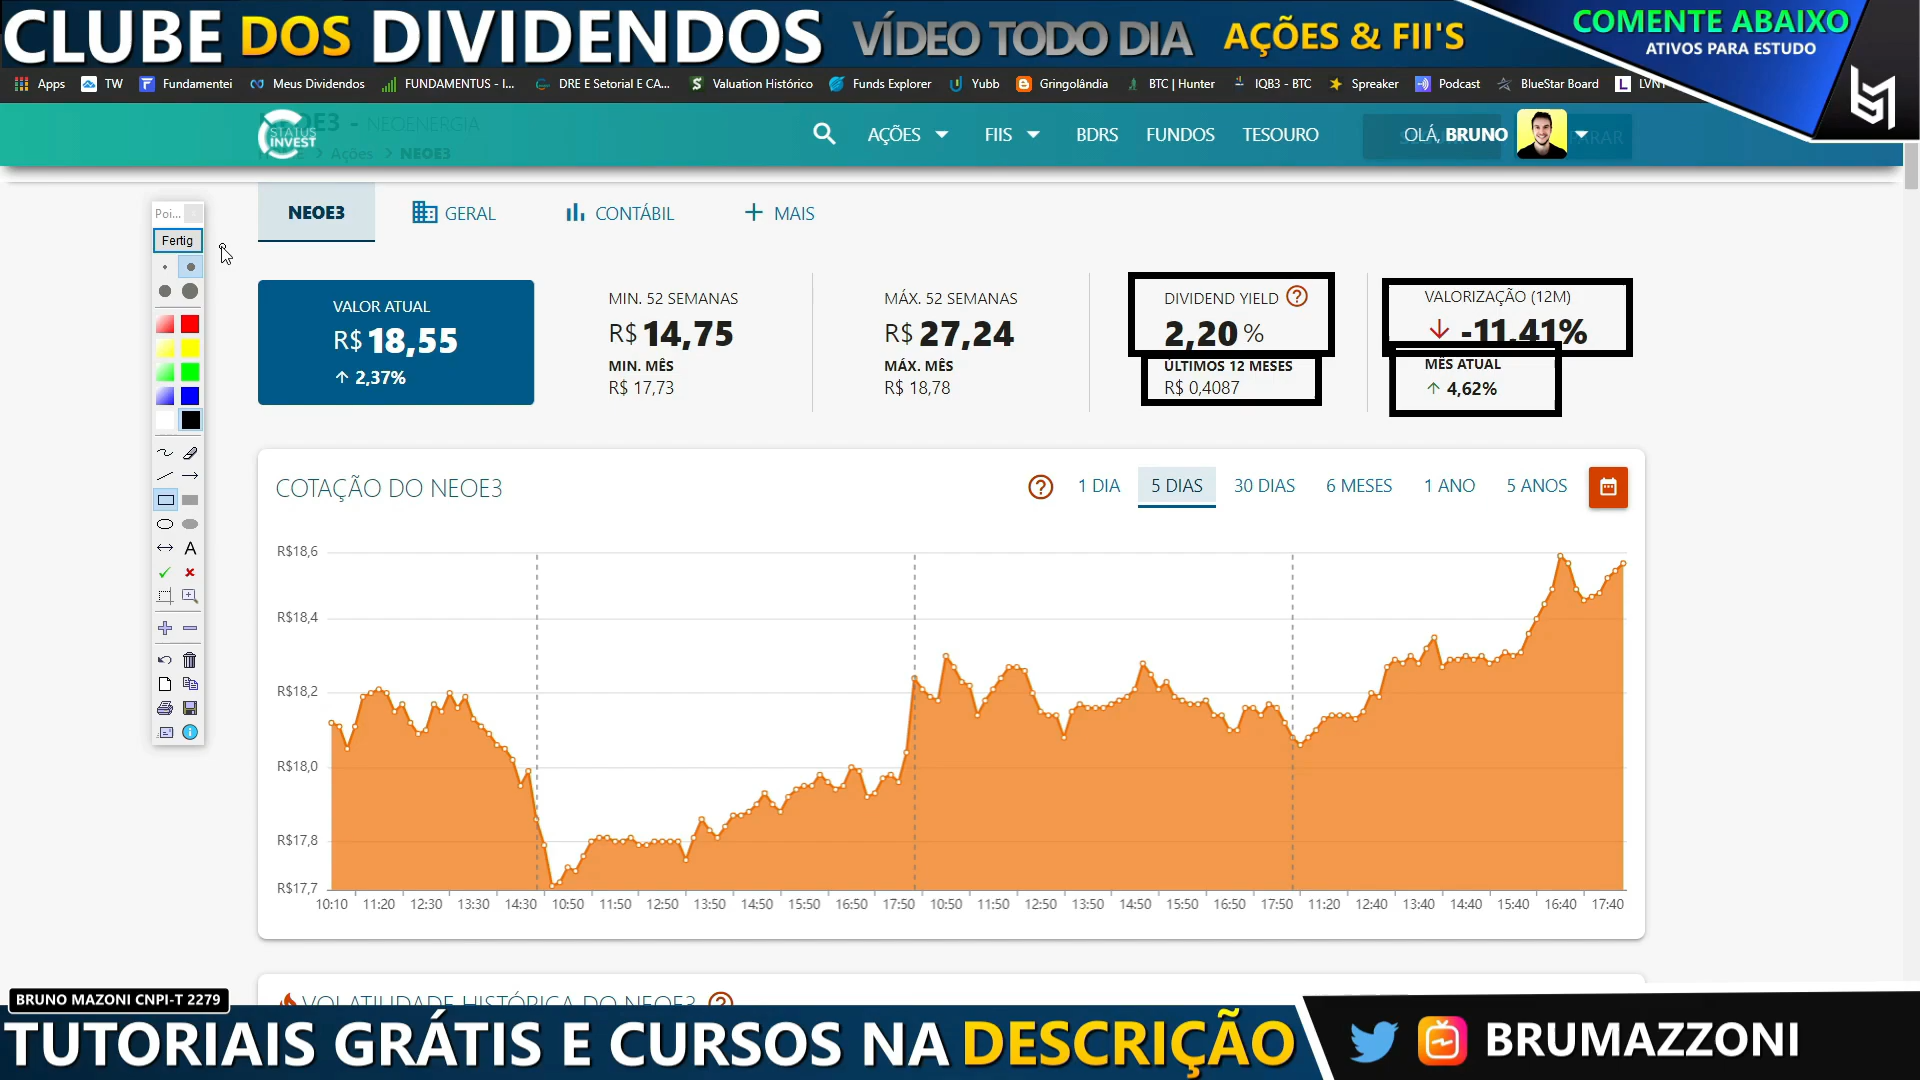 CLUBE DOS DIVIDENDOS VÍDEO TODO DIA AÇÕES & FII'S
COMENTE ABAIXO
ATIVOS PARA ESTUDO
Apps TW Fundamentei Meus Dividendos FUNDAMENTUS - I... DRE E Setorial E CA... Valuation Histórico Funds Explorer Yubb Gringolândia BTC | Hunter IQB3 - BTC Spreaker Podcast BlueStar Board
NEOE3 - NEOENERGIA
STATUS INVEST
AÇÕES FIIS BDRS FUNDOS TESOURO OLÁ, BRUNO
Ações > NEOE3
Poi...
Fertig
NEOE3 GERAL CONTÁBIL MAIS
VALOR ATUAL
R$ 18,55
2,37%
MIN. 52 SEMANAS
R$ 14,75
MIN. MÊS
R$ 17,73
MÁX. 52 SEMANAS
R$ 27,24
MÁX. MÊS
R$ 18,78
DIVIDEND YIELD ?
2,20 %
ÚLTIMOS 12 MESES
R$ 0,4087
VALORIZAÇÃO (12M)
-11,41%
MÊS ATUAL
4,62%
COTAÇÃO DO NEOE3
? 1 DIA 5 DIAS 30 DIAS 6 MESES 1 ANO 5 ANOS
R$18,6
R$18,4
R$18,2
R$18,0
R$17,8
R$17,7
10:10 11:20 12:30 13:30 14:30 10:50 11:50 12:50 13:50 14:50 15:50 16:50 17:50 10:50 11:50 12:50 13:50 14:50 15:50 16:50 17:50 11:20 12:40 13:40 14:40 15:40 16:40 17:40
VOLATILIDADE HISTÓRICA DO NEOE3 ?
BRUNO MAZONI CNPI-T 2279
TUTORIAIS GRÁTIS E CURSOS NA DESCRIÇÃO
BRUMAZZONI